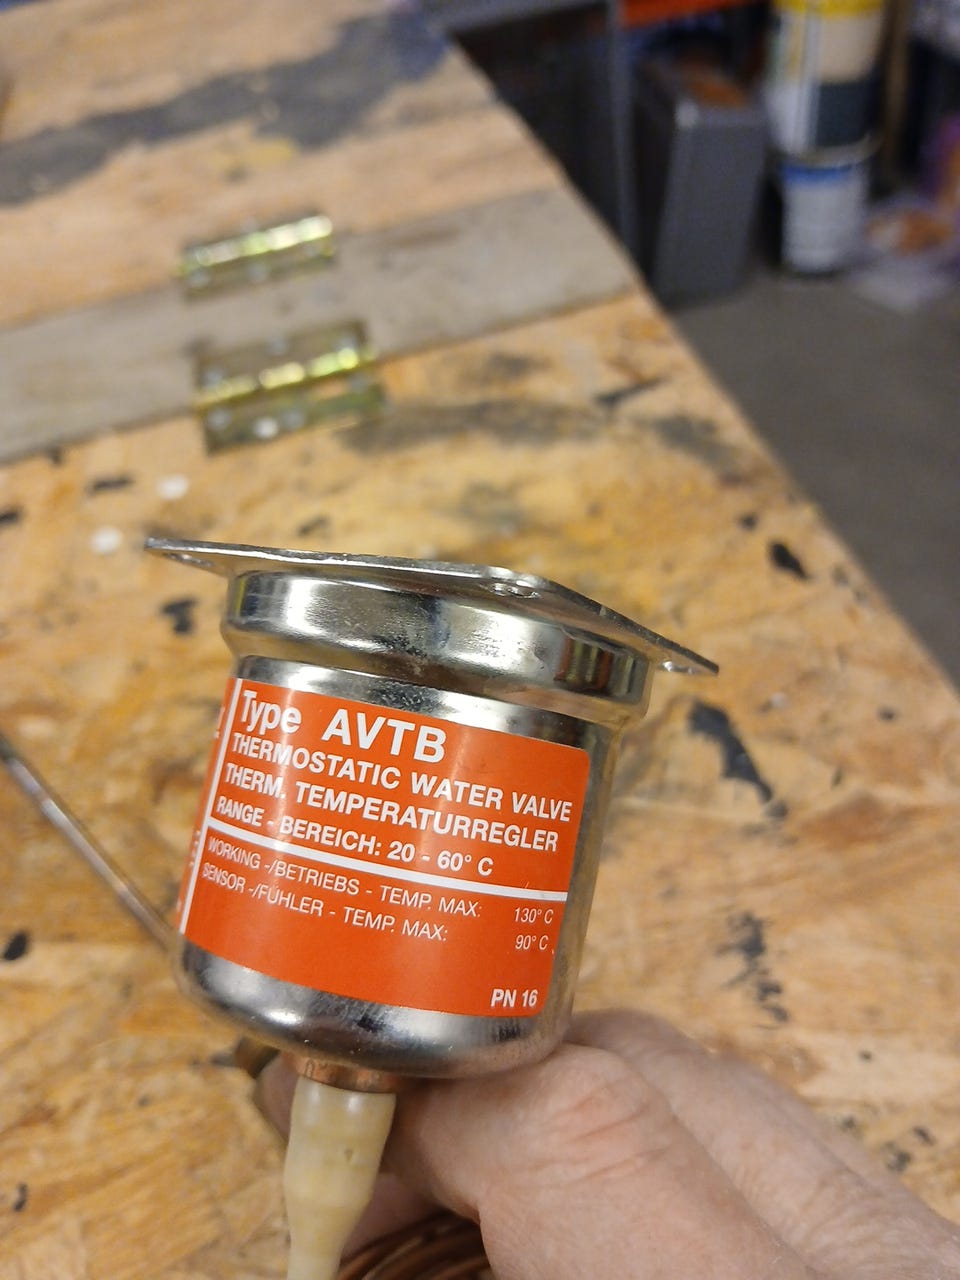 Type AVTB
THERMOSTATIC WATER VALVE
THERM. TEMPERATURREGLER
RANGE - BEREICH: 20 - 60° C
WORKING -/BETRIEBS - TEMP. MAX: 130° C
SENSOR -/FÜHLER - TEMP. MAX: 90° C
PN 16